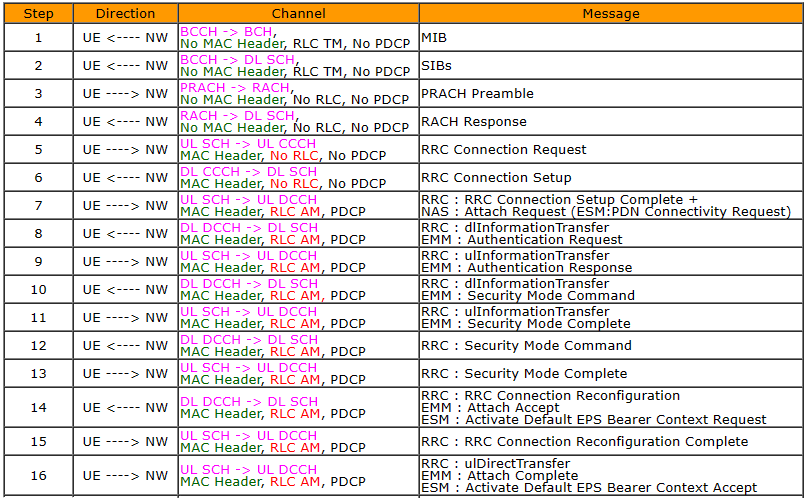 Step Direction Channel Message
1 UE <---- NW BCCH -> BCH, MIB
No MAC Header, RLC TM, No PDCP
2 UE <---- NW BCCH -> DL SCH, SIBs
No MAC Header, RLC TM, No PDCP
3 UE ----> NW PRACH -> RACH, PRACH Preamble
No MAC Header, No RLC, No PDCP
4 UE <---- NW RACH -> DL SCH, RACH Response
No MAC Header, No RLC, No PDCP
5 UE ----> NW UL SCH -> UL CCCH RRC Connection Request
MAC Header, No RLC, No PDCP
6 UE <---- NW DL CCCH -> DL SCH RRC Connection Setup
MAC Header, No RLC, No PDCP
7 UE ----> NW UL SCH -> UL DCCH RRC : RRC Connection Setup Complete +
MAC Header, RLC AM, PDCP NAS : Attach Request (ESM:PDN Connectivity Request)
8 UE <---- NW DL DCCH -> DL SCH RRC : dlInformationTransfer
MAC Header, RLC AM, PDCP EMM : Authentication Request
9 UE ----> NW UL SCH -> UL DCCH RRC : ulInformationTransfer
MAC Header, RLC AM, PDCP EMM : Authentication Response
10 UE <---- NW DL DCCH -> DL SCH RRC : dlInformationTransfer
MAC Header, RLC AM, PDCP EMM : Security Mode Command
11 UE ----> NW UL SCH -> UL DCCH RRC : ulInformationTransfer
MAC Header, RLC AM, PDCP EMM : Security Mode Complete
12 UE <---- NW DL DCCH -> DL SCH RRC : Security Mode Command
MAC Header, RLC AM, PDCP
13 UE ----> NW UL SCH -> UL DCCH RRC : Security Mode Complete
MAC Header, RLC AM, PDCP
14 UE <---- NW DL DCCH -> DL SCH RRC : RRC Connection Reconfiguration
MAC Header, RLC AM, PDCP EMM : Attach Accept
ESM : Activate Default EPS Bearer Context Request
15 UE ----> NW UL SCH -> UL DCCH RRC : RRC Connection Reconfiguration Complete
MAC Header, RLC AM, PDCP
16 UE ----> NW UL SCH -> UL DCCH RRC : ulDirectTransfer
MAC Header, RLC AM, PDCP EMM : Attach Complete
ESM : Activate Default EPS Bearer Context Accept